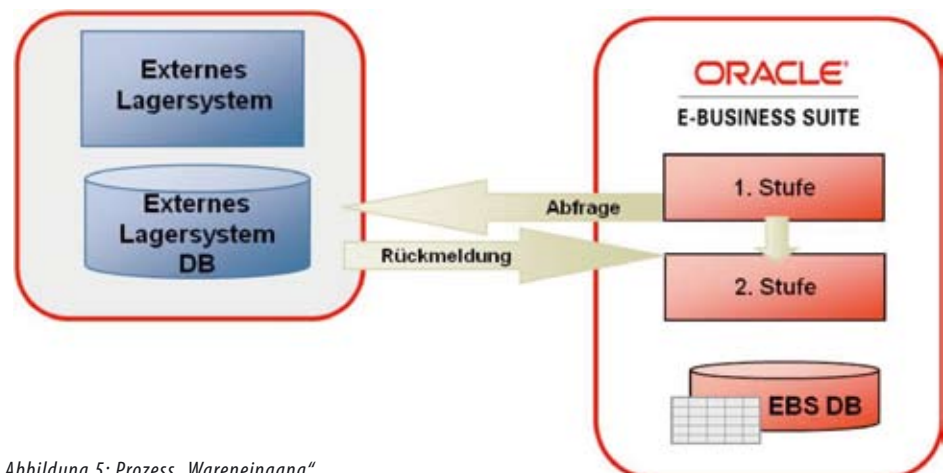 Externes
Lagersystem
Externes
Lagersystem
DB
Abfrage
Rückmeldung
ORACLE
E-BUSINESS SUITE
1. Stufe
2. Stufe
EBS DB
Abbildung 5: Prozess „Wareneingang“